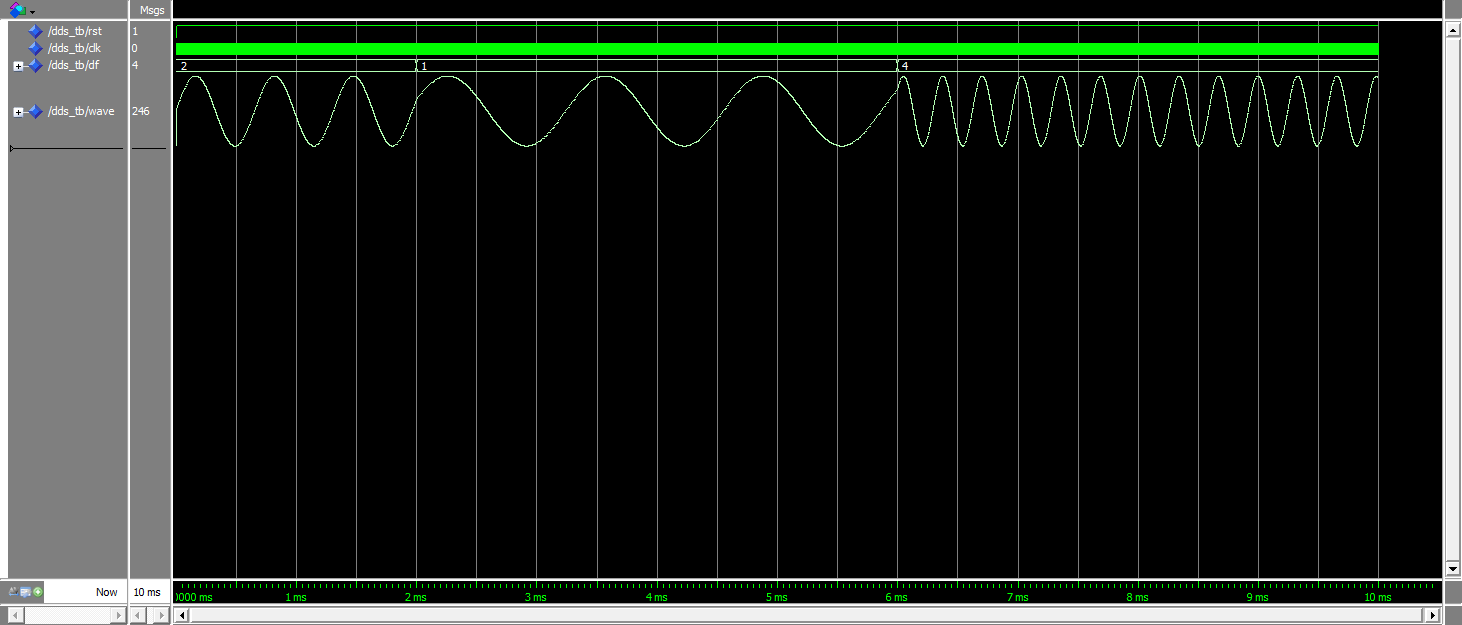 Msgs
/dds_tb/rst 1
/dds_tb/clk 0
/dds_tb/df 4 2 1 4
/dds_tb/wave 246
Now 10 ms 0000 ms 1 ms 2 ms 3 ms 4 ms 5 ms 6 ms 7 ms 8 ms 9 ms 10 ms